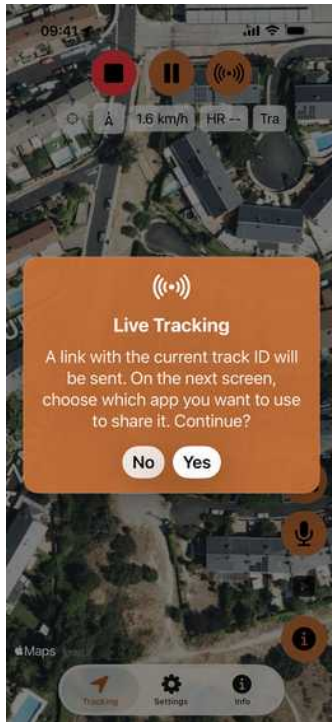 09:41
1.6 km/h HR -- Tra
Live Tracking
A link with the current track ID will
be sent. On the next screen,
choose which app you want to use
to share it. Continue?
No Yes
Maps
Tracking Settings Info